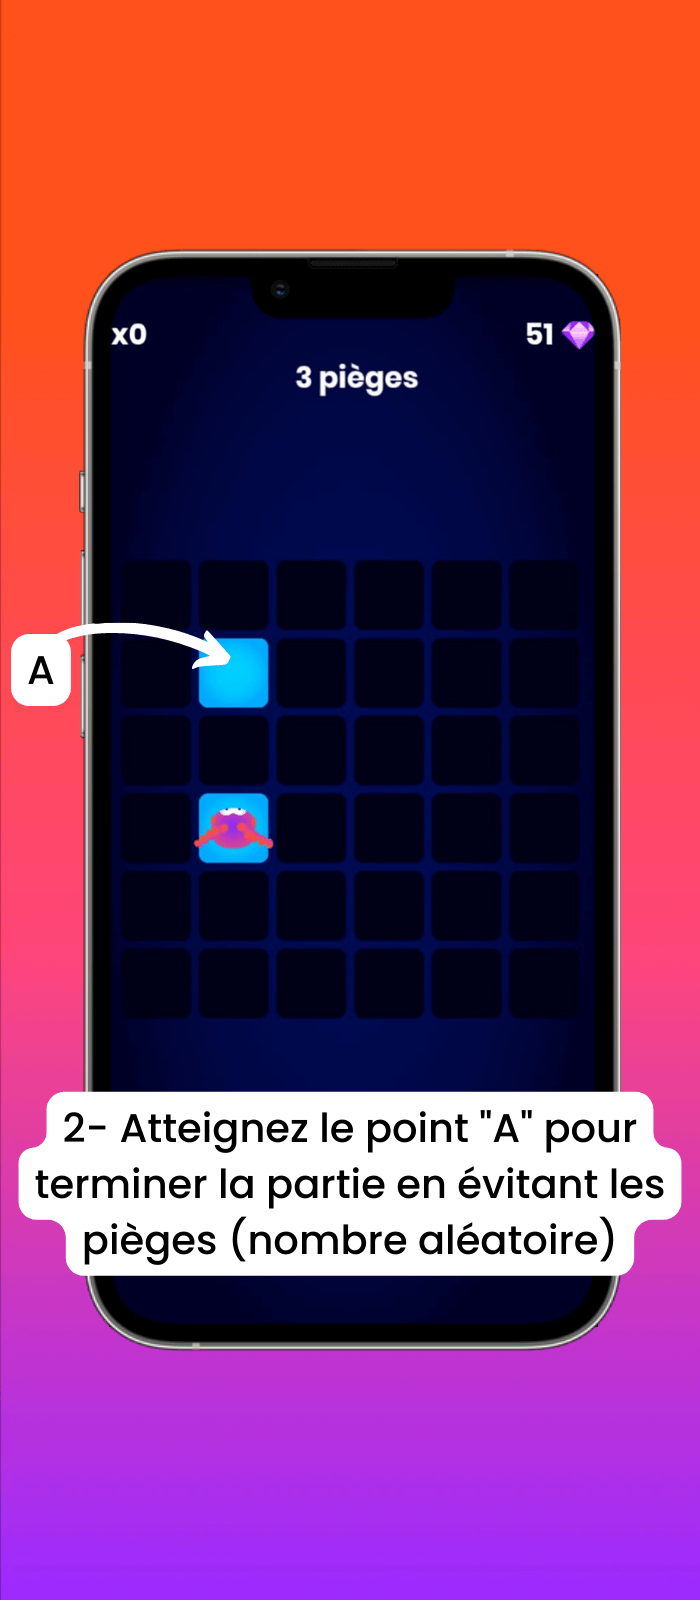 x0
51
3 pièges
A
2- Atteignez le point "A" pour
terminer la partie en évitant les
pièges (nombre aléatoire)